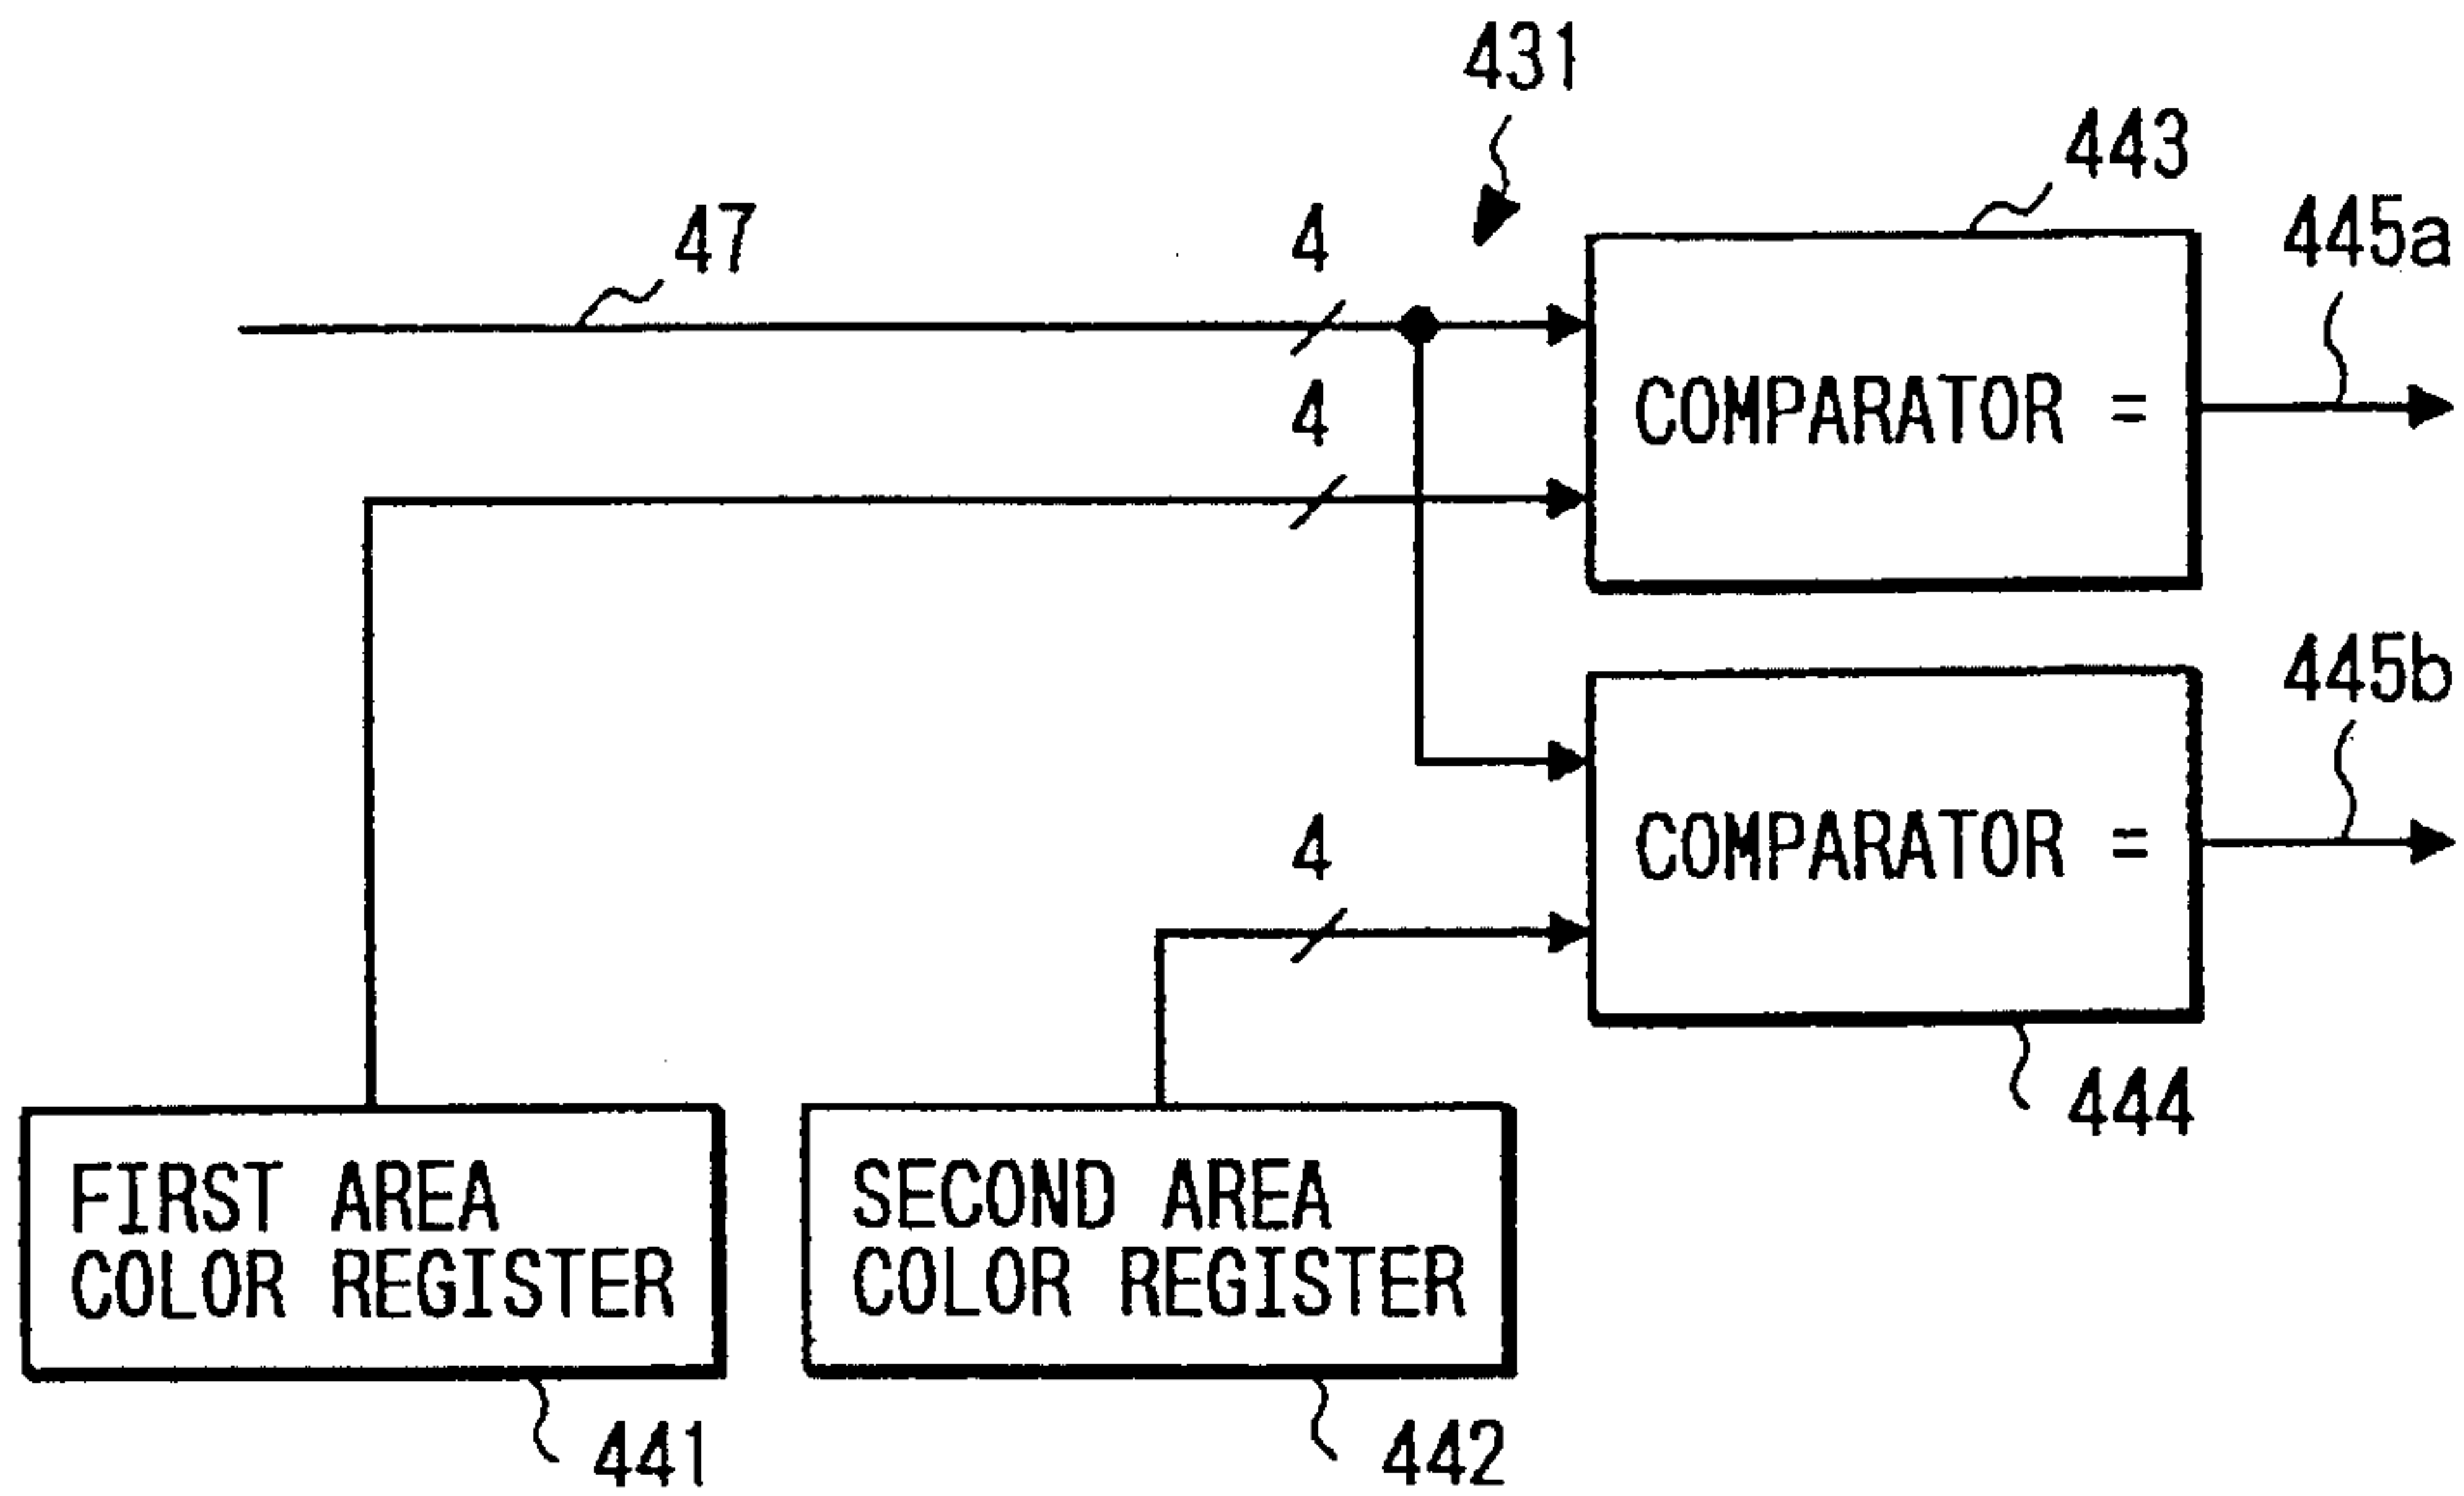 431
443
47
4
445a
4
COMPARATOR =
445b
4
COMPARATOR =
444
FIRST AREA
COLOR REGISTER
SECOND AREA
COLOR REGISTER
441
442